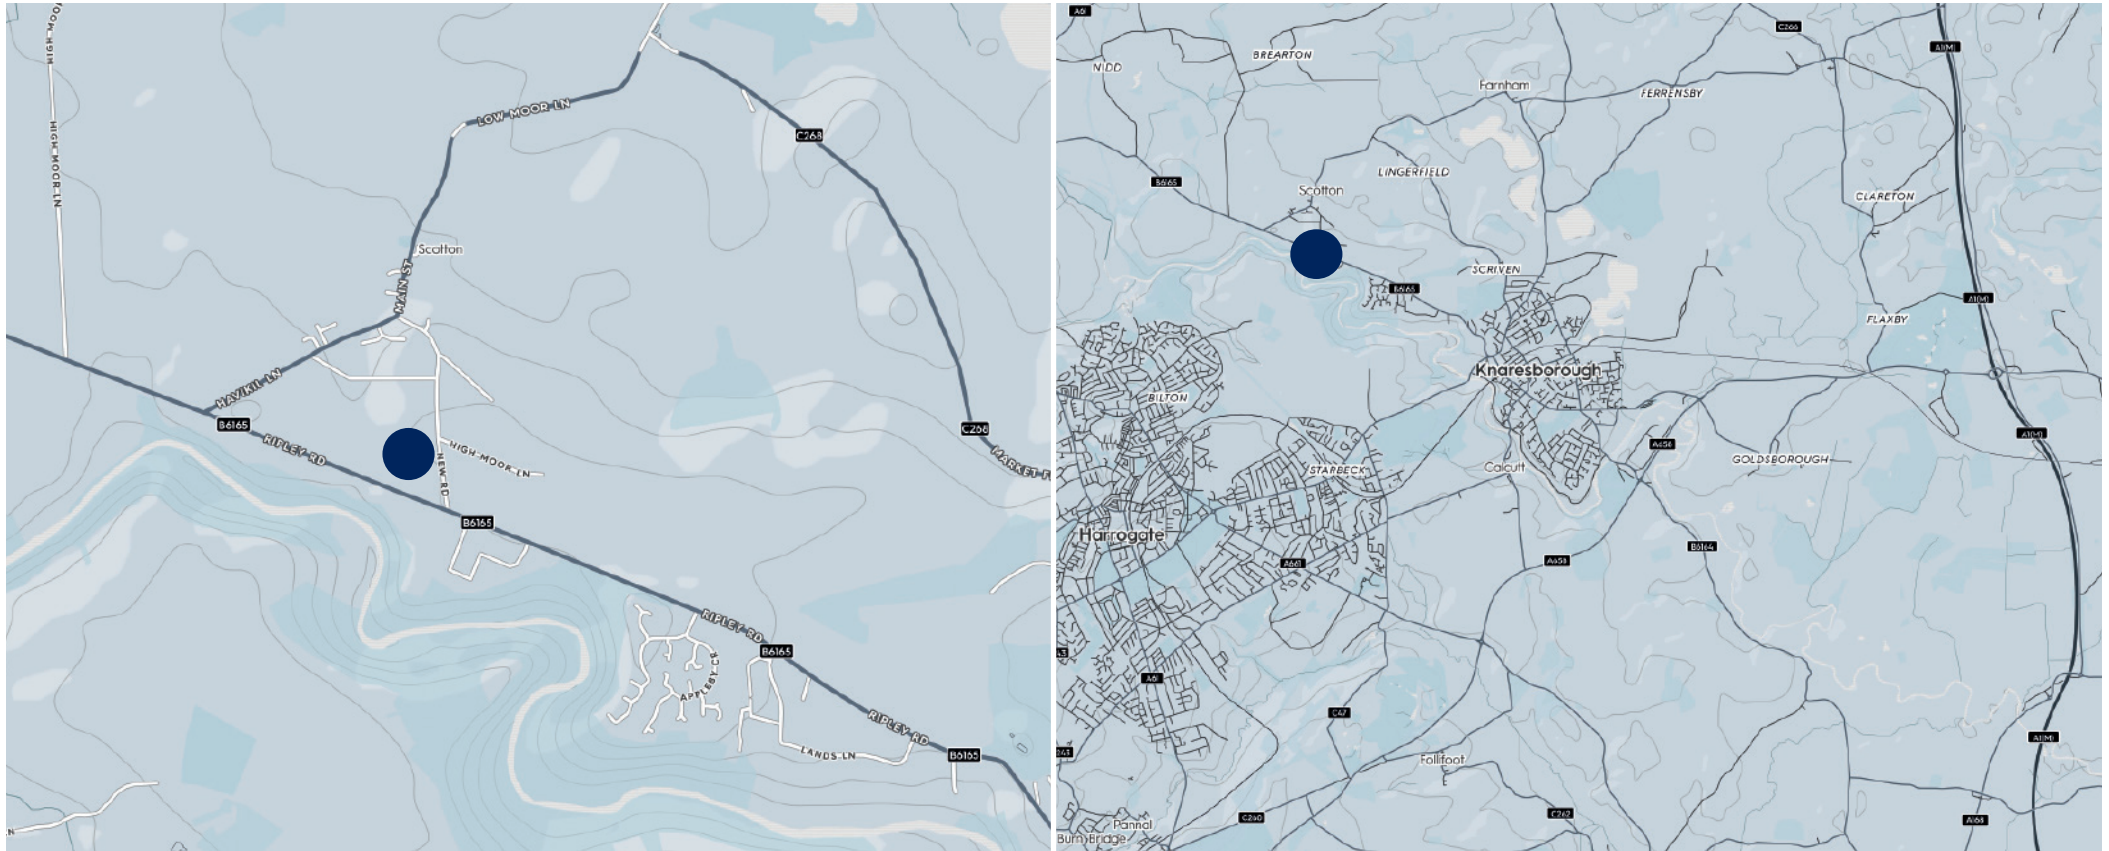 HIGH MOOR LN
LOW MOOR LN
C268
Scotton
MAIN ST
HAVIKIL LN
B6165
RIPLEY RD
HIGH MOOR LN
NEW RD
C268
B6165
RIPLEY RD
B6165
APPLEBY CR
RIPLEY RD
LANDS LN
B6165
A61
C266
NIDD
BREARTON
A1(M)
Farnham
FERRENSBY
B6165
LINGERFIELD
Scotton
CLARETON
SCRIVEN
B6165
A1(M)
FLAXBY
Knaresborough
BILTON
A1(M)
STARBECK
Calcutt
A658
GOLDSBOROUGH
Harrogate
A661
A658
B6164
A61
C47
A1(M)
Follifoot
C260
C262
A168
Pannal
Burn Bridge